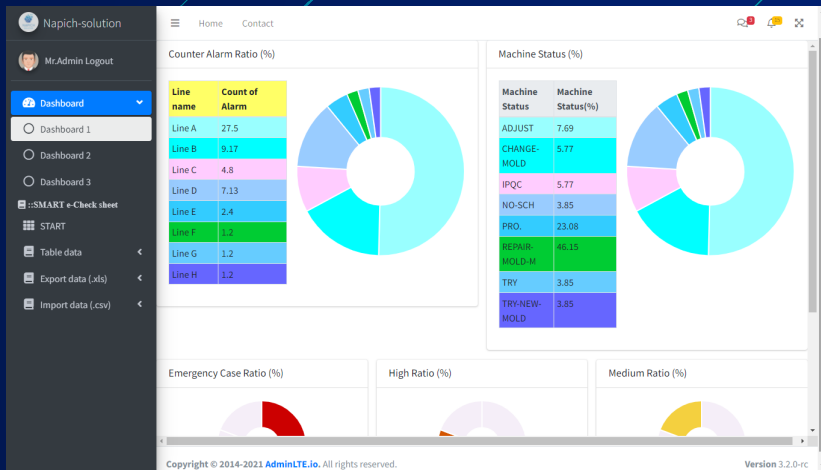 Napich-solution
Home
Contact
3
Mr.Admin Logout
Dashboard
Dashboard 1
Dashboard 2
Dashboard 3
::SMART e-Check sheet
START
Table data
Export data (.xls)
Import data (.csv)
Counter Alarm Ratio (%)
Line name Count of Alarm
Line A 27.5
Line B 9.17
Line C 4.8
Line D 7.13
Line E 2.4
Line F 1.2
Line G 1.2
Line H 1.2
Machine Status (%)
Machine Status Machine Status(%)
ADJUST 7.69
CHANGE-MOLD 5.77
IPQC 5.77
NO-SCH 3.85
PRO. 23.08
REPAIR-MOLD-M 46.15
TRY 3.85
TRY-NEW-MOLD 3.85
Emergency Case Ratio (%)
High Ratio (%)
Medium Ratio (%)
Copyright © 2014-2021 AdminLTE.io. All rights reserved.
Version 3.2.0-rc